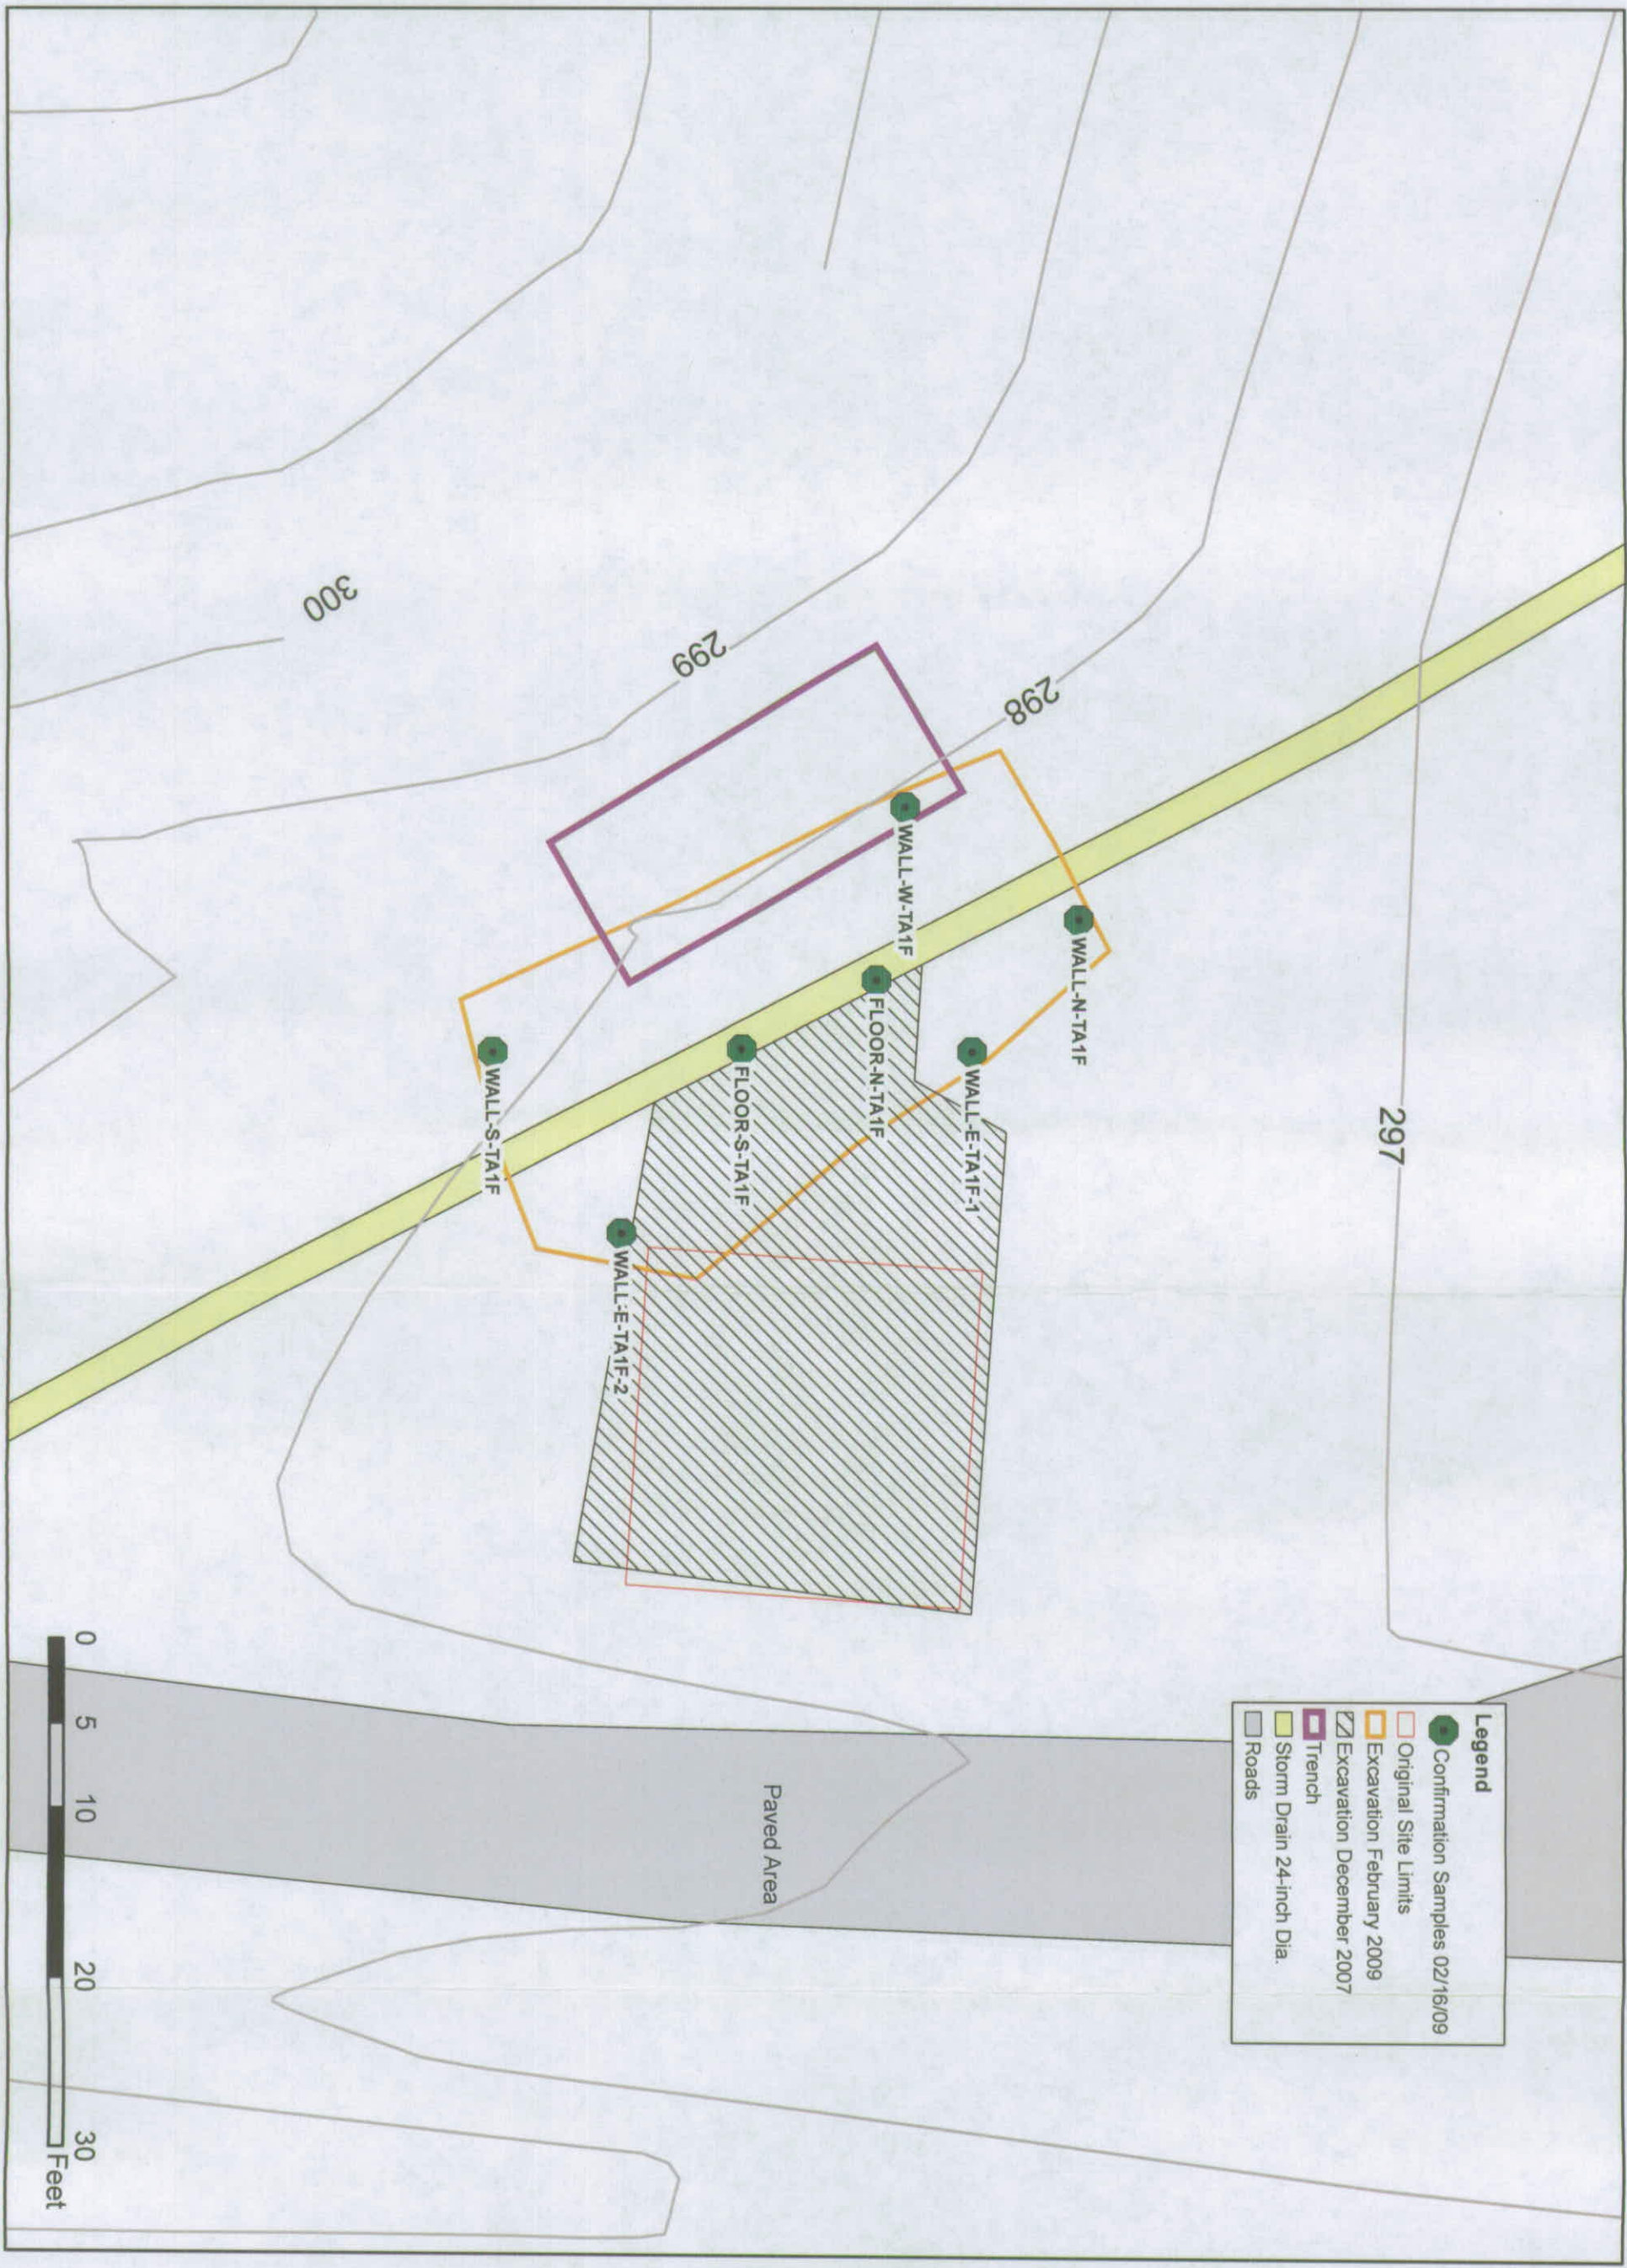 300
299
298
297
WALL-W-TA1F
WALL-N-TA1F
FLOOR-N-TA1F
WALL-E-TA1F-1
FLOOR-S-TA1F
WALL-S-TA1F
WALL-E-TA1F-2
Paved Area
Legend
Confirmation Samples 02/16/09
Original Site Limits
Excavation February 2009
Excavation December 2007
Trench
Storm Drain 24-inch Dia.
Roads
0 5 10 20 30
Feet